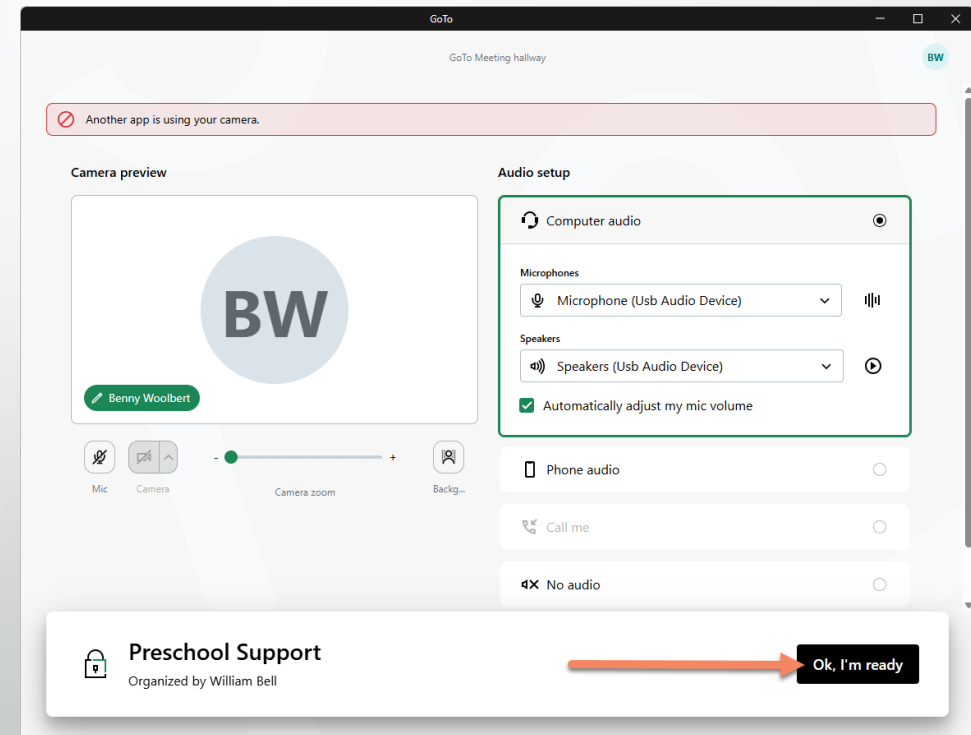 GoTo
GoTo Meeting hallway
BW
Another app is using your camera.
Camera preview
BW
Benny Woolbert
Mic
Camera
- +
Camera zoom
Backg...
Audio setup
Computer audio
Microphones
Microphone (Usb Audio Device)
Speakers
Speakers (Usb Audio Device)
Automatically adjust my mic volume
Phone audio
Call me
No audio
Preschool Support
Organized by William Bell
Ok, I'm ready